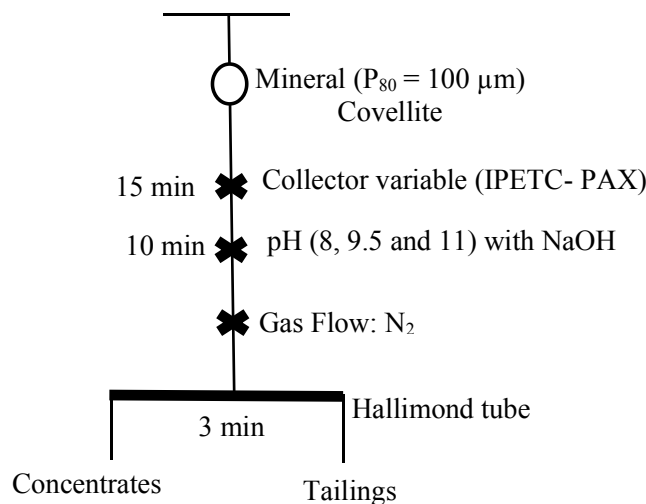 Mineral (P₈₀ = 100 µm)
Covellite
15 min
Collector variable (IPETC- PAX)
10 min
pH (8, 9.5 and 11) with NaOH
Gas Flow: N₂
Hallimond tube
3 min
Concentrates
Tailings